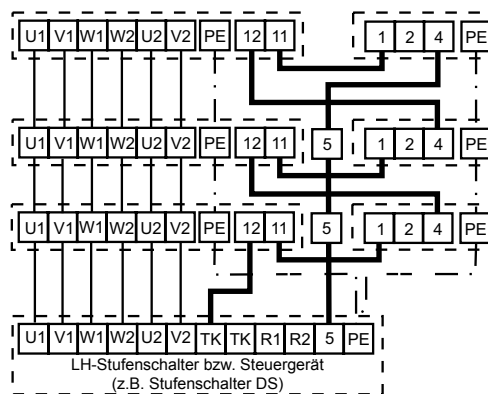 U1 V1 W1 W2 U2 V2 PE 12 11 1 2 4 PE
U1 V1 W1 W2 U2 V2 PE 12 11 5 1 2 4 PE
U1 V1 W1 W2 U2 V2 PE 12 11 5 1 2 4 PE
U1 V1 W1 W2 U2 V2 TK TK R1 R2 5 PE
LH-Stufenschalter bzw. Steuergerät
(z.B. Stufenschalter DS)